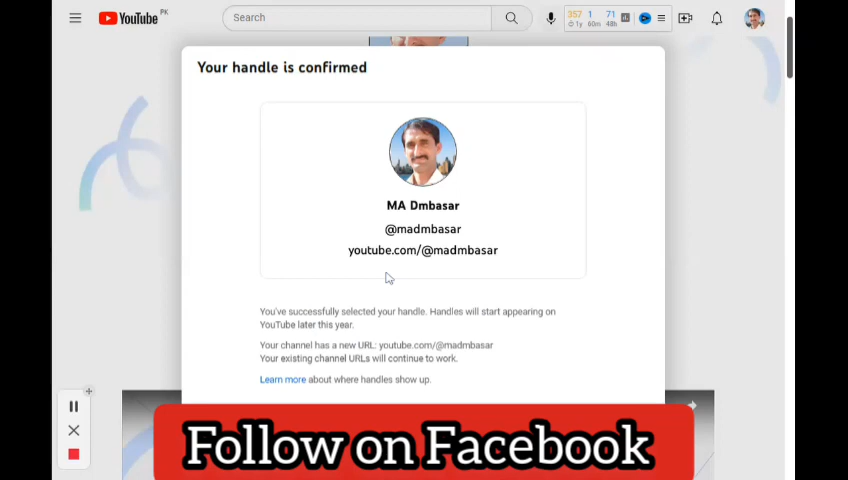 YouTube PK
Search
357 1 71
1y 60m 48h
Your handle is confirmed
MA Dmbasar
@madmbasar
youtube.com/@madmbasar
You've successfully selected your handle. Handles will start appearing on
YouTube later this year.
Your channel has a new URL: youtube.com/@madmbasar
Your existing channel URLs will continue to work.
Learn more about where handles show up.
Follow on Facebook